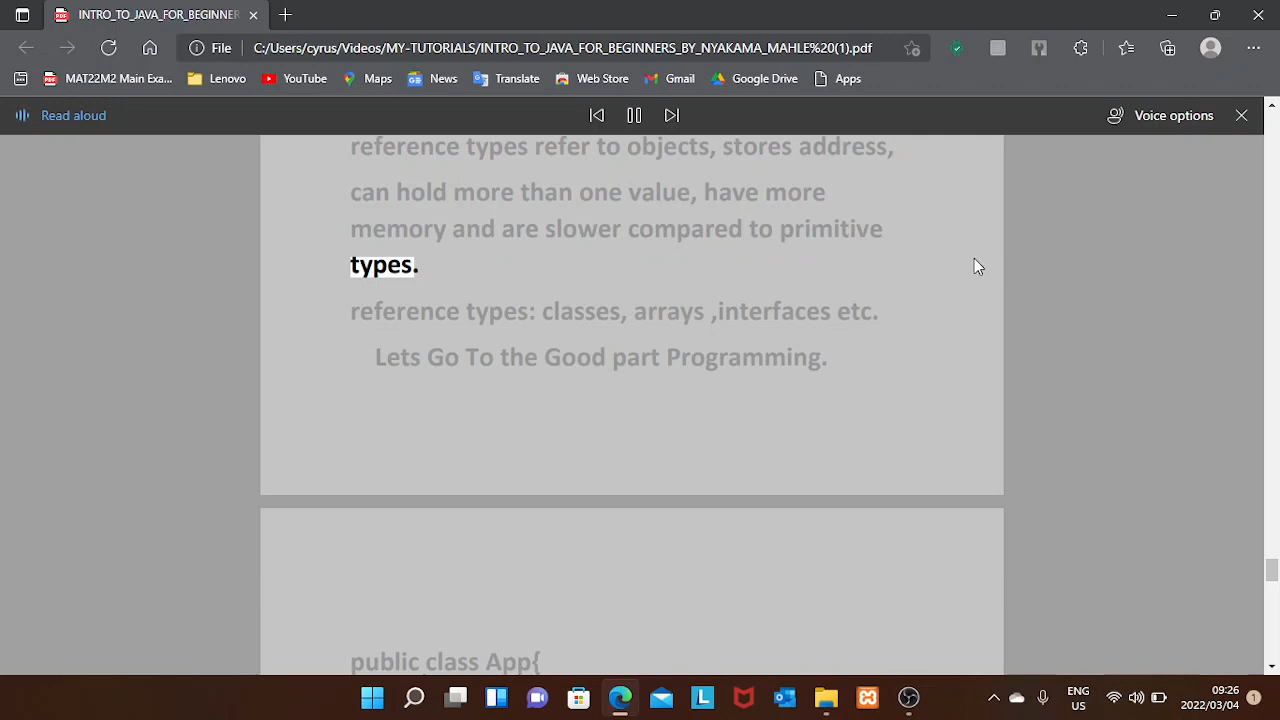 INTRO_TO_JAVA_FOR_BEGINNER
File C:/Users/cyrus/Videos/MY-TUTORIALS/INTRO_TO_JAVA_FOR_BEGINNERS_BY_NYAKAMA_MAHLE%20(1).pdf
MAT22M2 Main Exa... Lenovo YouTube Maps News Translate Web Store Gmail Google Drive Apps
Read aloud Voice options
reference types refer to objects, stores address,
can hold more than one value, have more
memory and are slower compared to primitive
types.
reference types: classes, arrays ,interfaces etc.
Lets Go To the Good part Programming.
public class App{
ENG 09:26
US 2022/03/04 1